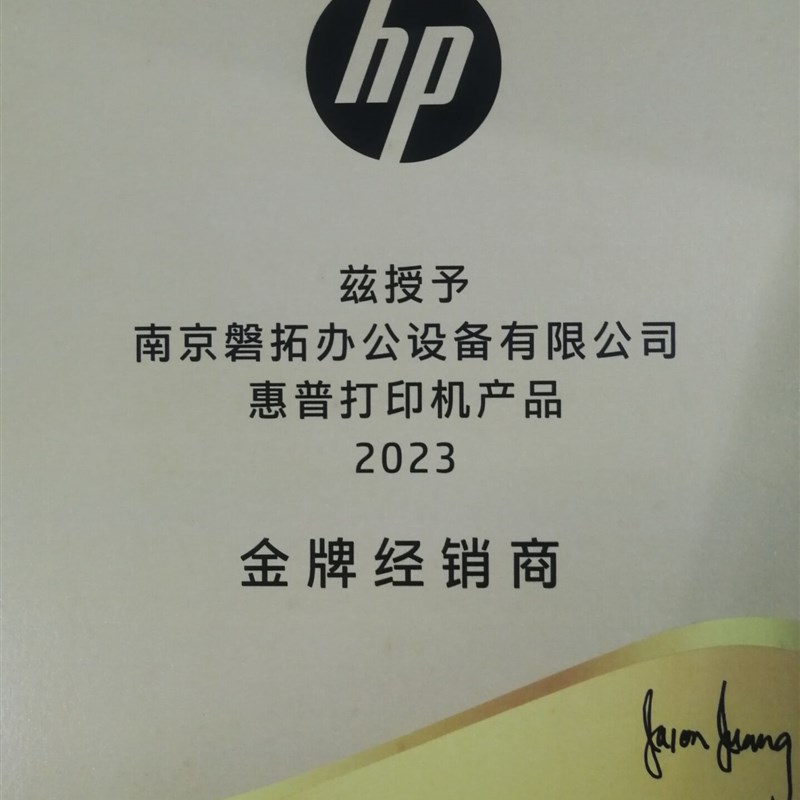 hp
兹授予
南京磐拓办公设备有限公司
惠普打印机产品
2023
金牌经销商